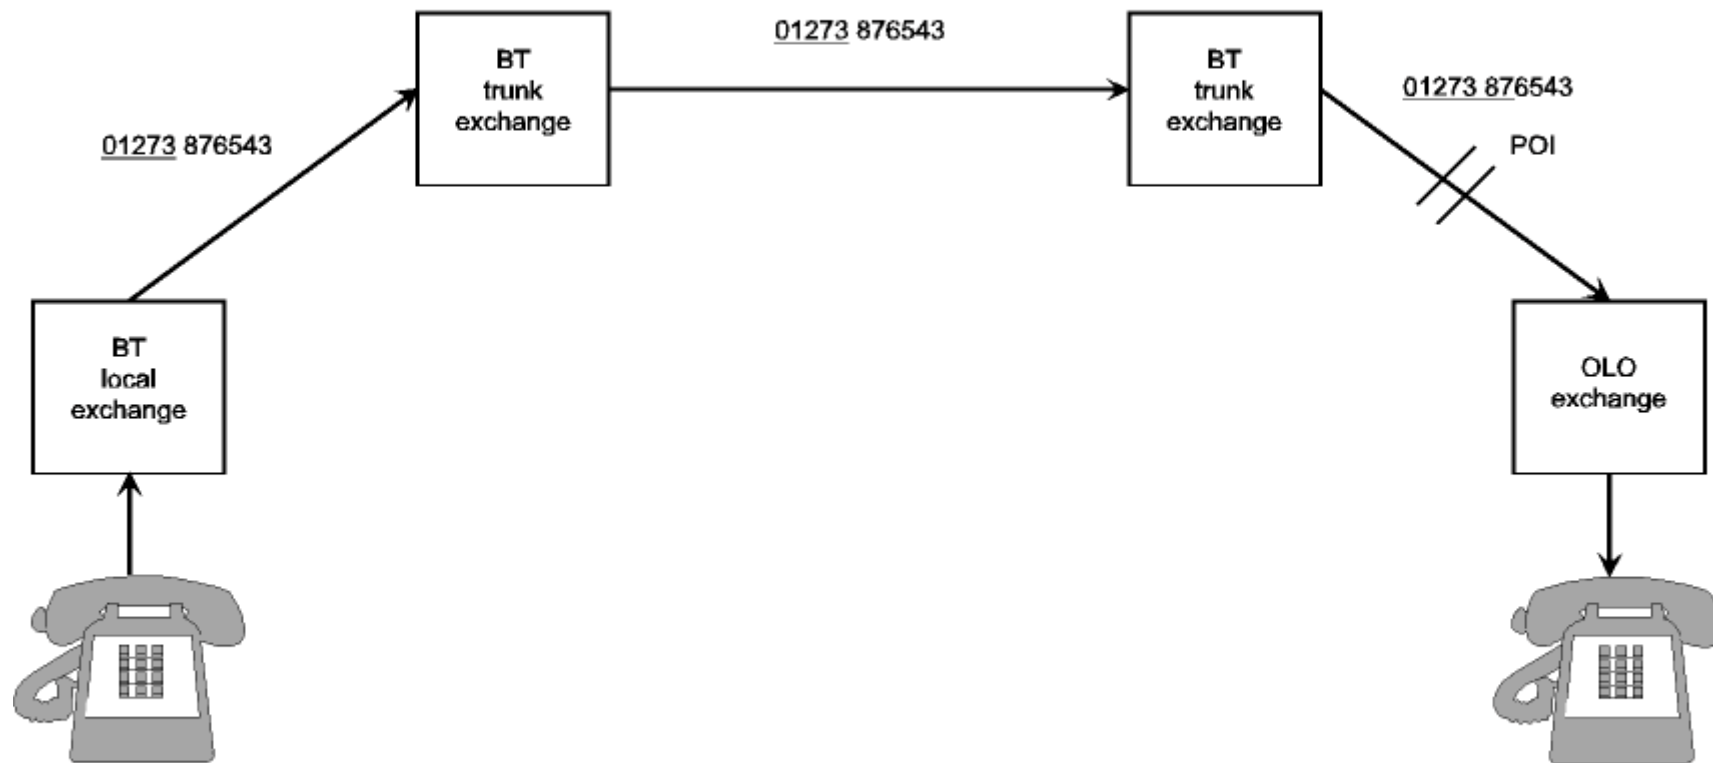 01273 876543
BT
trunk
exchange
BT
trunk
exchange
01273 876543
01273 876543
POI
BT
local
exchange
OLO
exchange